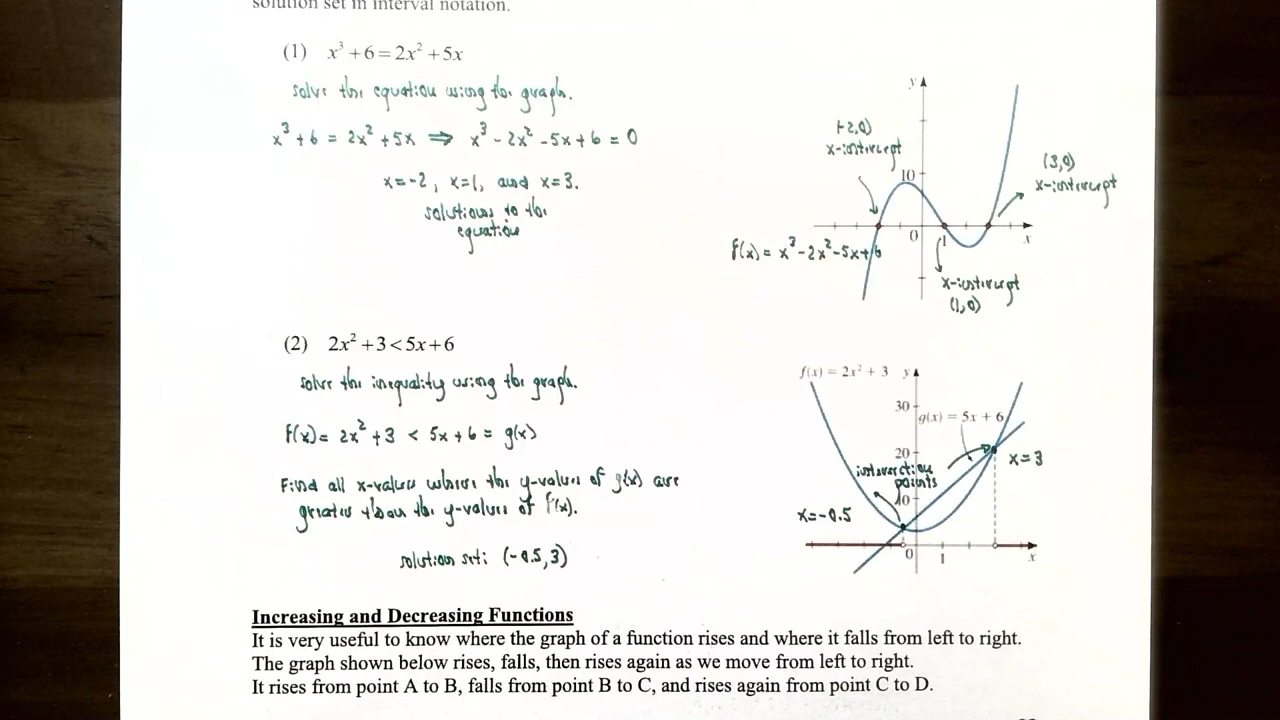 solution set in interval notation.
(1) x³ + 6 = 2x² + 5x
solve the equation using the graph.
x³ + 6 = 2x² + 5x ⇒ x³ - 2x² - 5x + 6 = 0
x = -2, x = 1, and x = 3.
solutions to the
equation
y
(-2,0)
x-intercept
10
(3,0)
x-intercept
0
1
x
f(x) = x³ - 2x² - 5x + 6
x-intercept
(1,0)
(2) 2x² + 3 < 5x + 6
solve the inequality using the graph.
f(x) = 2x² + 3 < 5x + 6 = g(x)
Find all x-values where the y-values of g(x) are
greater than the y-values of f(x).
solution set: (-0.5, 3)
f(x) = 2x² + 3
y
30
g(x) = 5x + 6
20
x = 3
intersection
points
10
x = -0.5
0
1
x
Increasing and Decreasing Functions
It is very useful to know where the graph of a function rises and where it falls from left to right.
The graph shown below rises, falls, then rises again as we move from left to right.
It rises from point A to B, falls from point B to C, and rises again from point C to D.